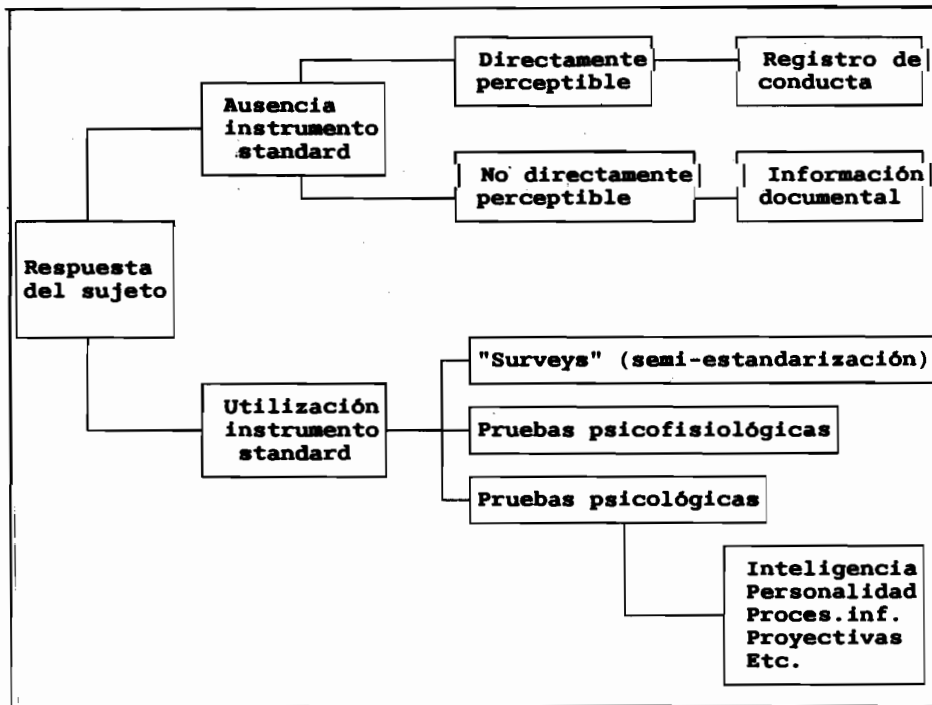 Directamente
perceptible
Registro de
conducta
Ausencia
instrumento
standard
No directamente
perceptible
Información
documental
Respuesta
del sujeto
"Surveys" (semi-estandarización)
Utilización
instrumento
standard
Pruebas psicofisiológicas
Pruebas psicológicas
Inteligencia
Personalidad
Proces.inf.
Proyectivas
Etc.